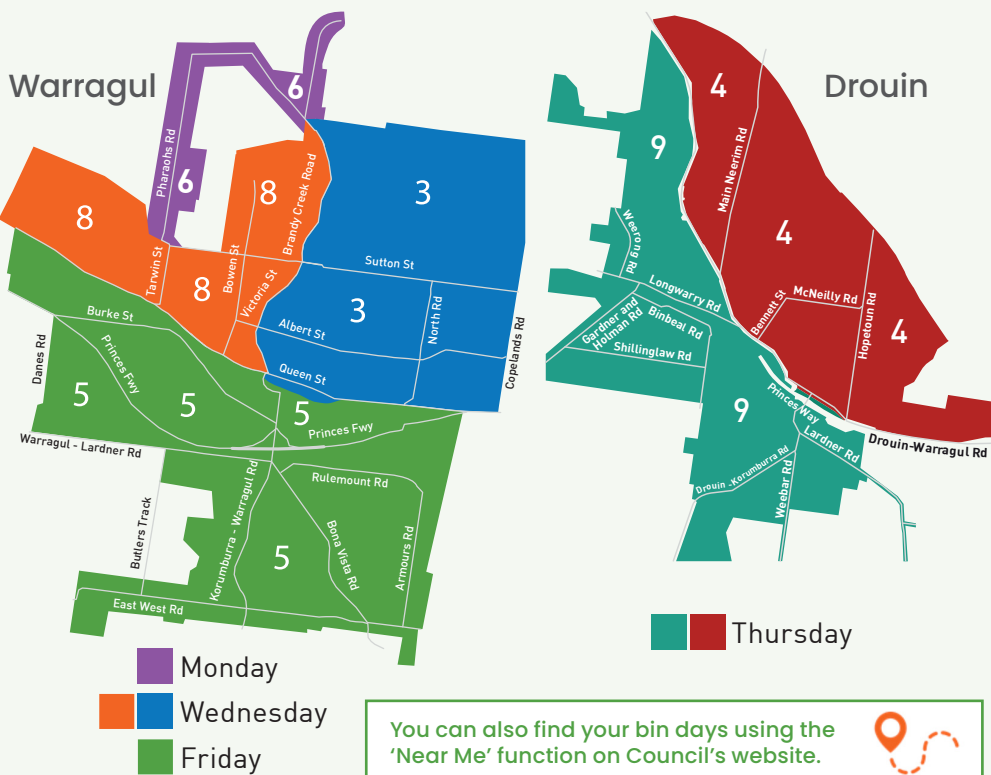 Warragul
Drouin
6
6
Pharaohs Rd
8
8
8
Tarwin St
Bowen St
Victoria St
Brandy Creek Road
3
3
Sutton St
North Rd
Albert St
Queen St
Copelands Rd
Burke St
Danes Rd
Princes Fwy
5
5
5
Princes Fwy
Warragul - Lardner Rd
Rulemount Rd
Butlers Track
Korumburra - Warragul Rd
5
Bona Vista Rd
Armours Rd
East West Rd
4
9
Main Neerim Rd
4
Weerong Rd
Longwarry Rd
McNeilly Rd
Bennett St
Hopetoun Rd
4
Gardner and
Holman Rd
Binbeal Rd
Shillinglaw Rd
9
Princes Way
Lardner Rd
Drouin-Warragul Rd
Drouin -Korumburra Rd
Weebar Rd
Thursday
Monday
Wednesday
Friday
You can also find your bin days using the
‘Near Me’ function on Council’s website.